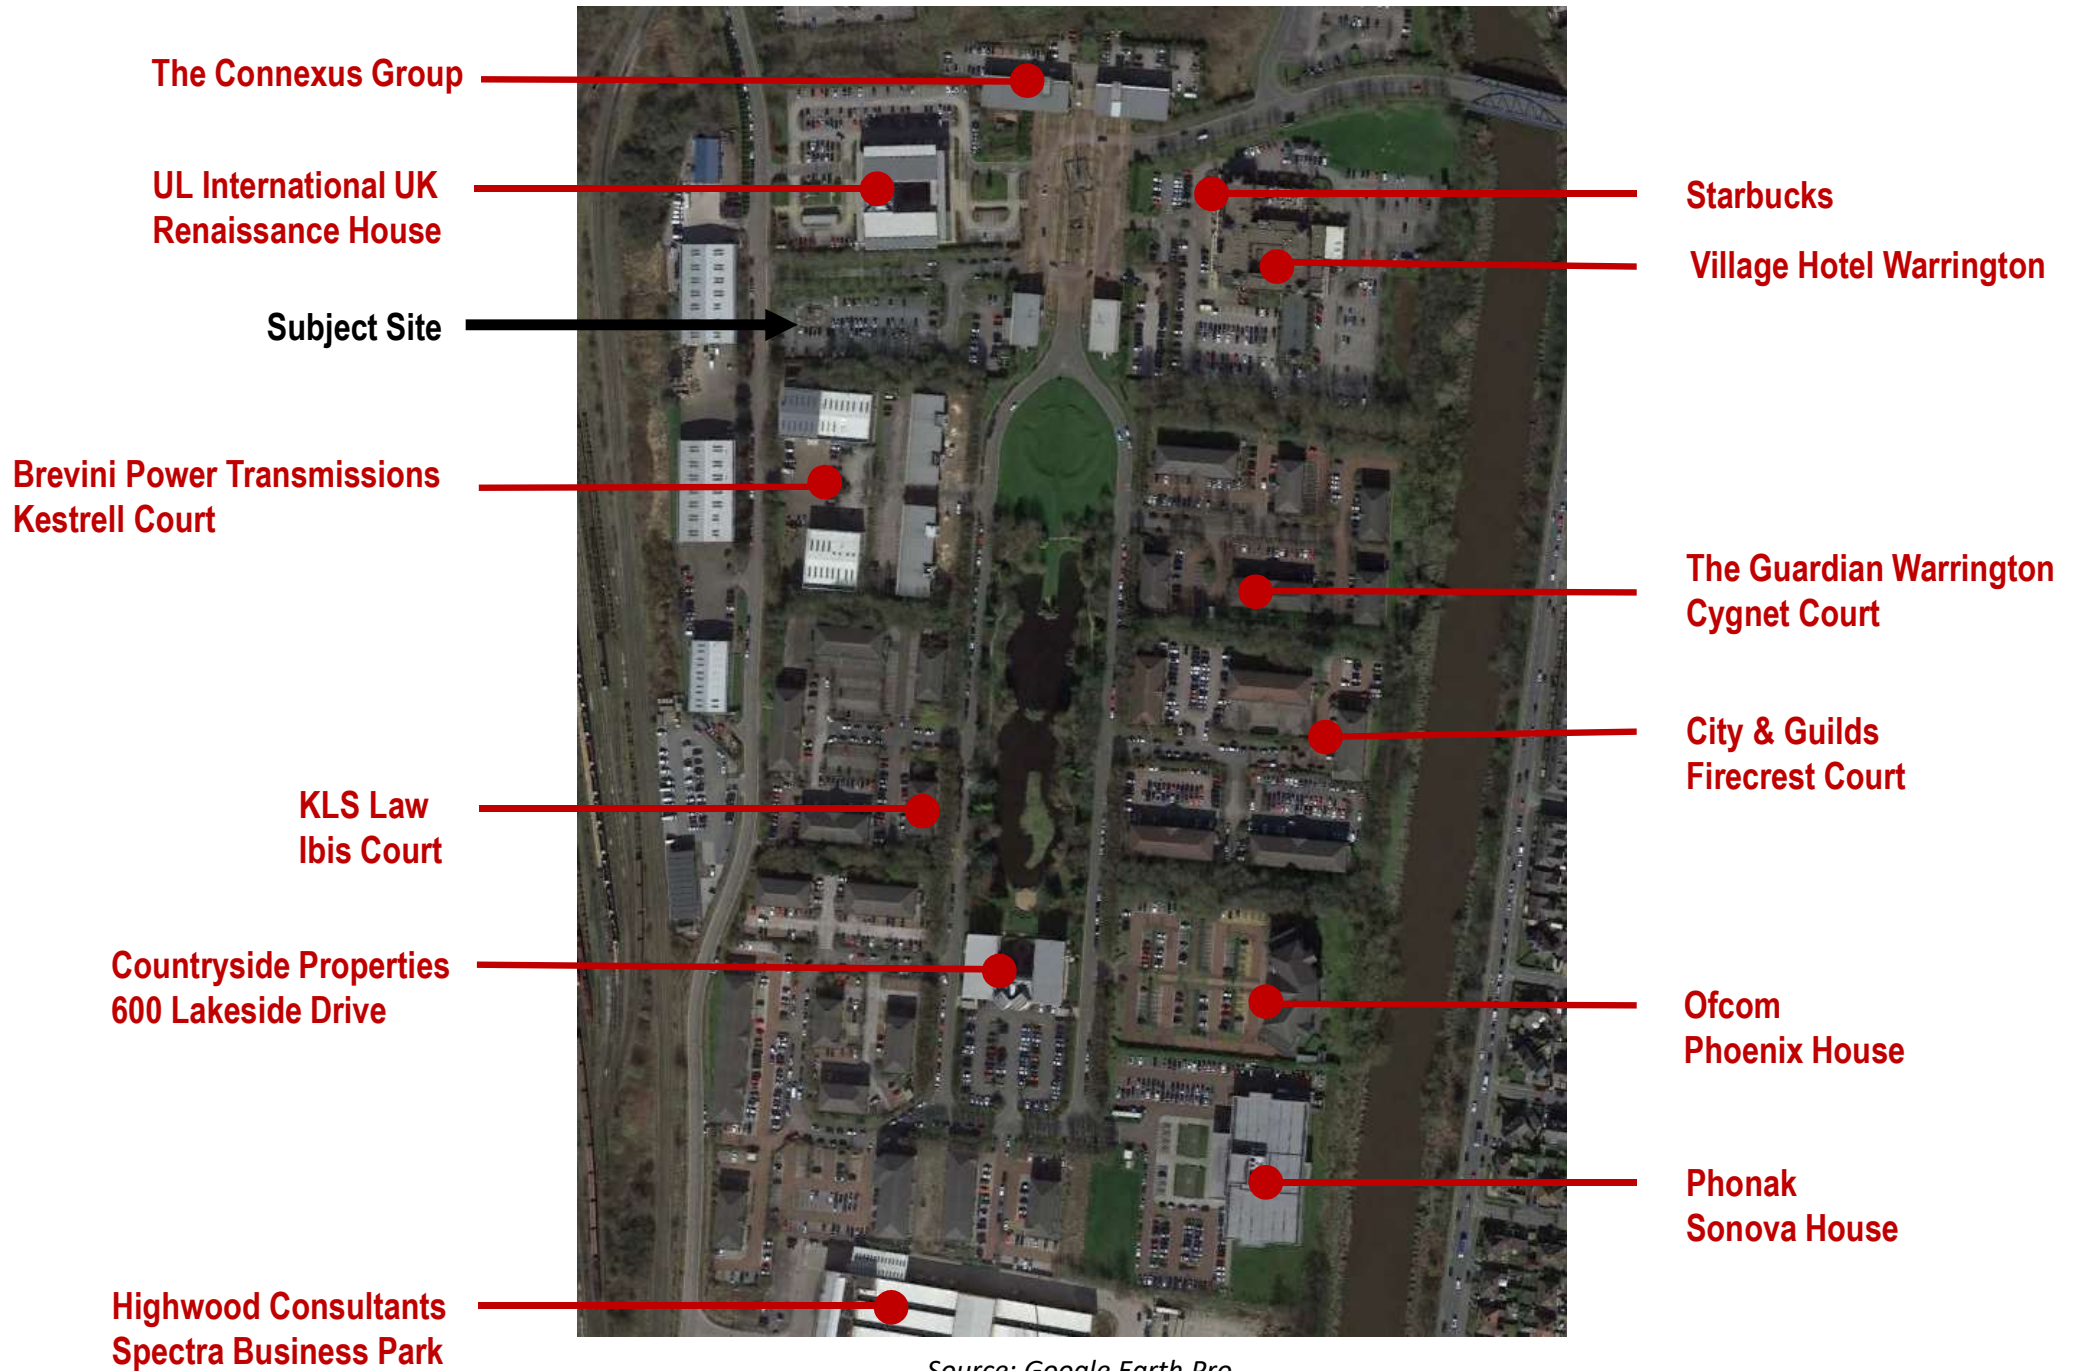 The Connexus Group
UL International UK
Renaissance House
Subject Site
Brevini Power Transmissions
Kestrell Court
KLS Law
Ibis Court
Countryside Properties
600 Lakeside Drive
Highwood Consultants
Spectra Business Park
Starbucks
Village Hotel Warrington
The Guardian Warrington
Cygnet Court
City & Guilds
Firecrest Court
Ofcom
Phoenix House
Phonak
Sonova House
Source: Google Earth Pro